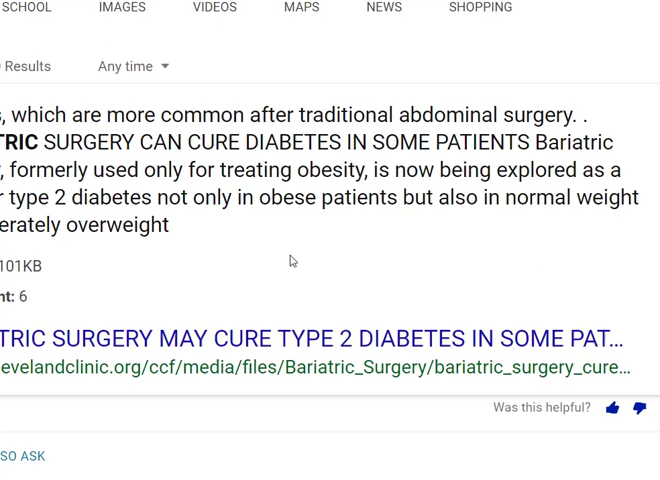 SCHOOL IMAGES VIDEOS MAPS NEWS SHOPPING
Results Any time
, which are more common after traditional abdominal surgery. .
TRIC SURGERY CAN CURE DIABETES IN SOME PATIENTS Bariatric
, formerly used only for treating obesity, is now being explored as a
r type 2 diabetes not only in obese patients but also in normal weight
erately overweight
101KB
nt: 6
TRIC SURGERY MAY CURE TYPE 2 DIABETES IN SOME PAT...
evelandclinic.org/ccf/media/files/Bariatric_Surgery/bariatric_surgery_cure...
Was this helpful?
SO ASK